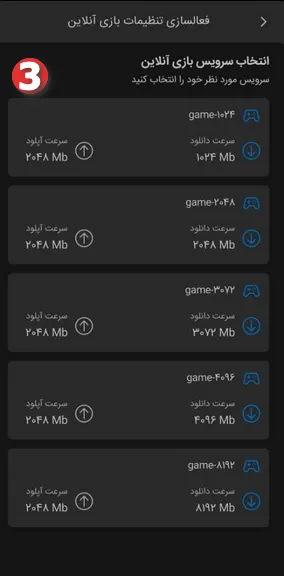 فعالسازی تنظیمات بازی آنلاین
3
انتخاب سرویس بازی آنلاین
سرویس مورد نظر خود را انتخاب کنید
game-۱۰۲۴
سرعت دانلود سرعت آپلود
۱۰۲۴ Mb ۲۰۴۸ Mb
game-۲۰۴۸
سرعت دانلود سرعت آپلود
۲۰۴۸ Mb ۲۰۴۸ Mb
game-۳۰۷۲
سرعت دانلود سرعت آپلود
۳۰۷۲ Mb ۲۰۴۸ Mb
game-۴۰۹۶
سرعت دانلود سرعت آپلود
۴۰۹۶ Mb ۲۰۴۸ Mb
game-۸۱۹۲
سرعت دانلود سرعت آپلود
۸۱۹۲ Mb ۲۰۴۸ Mb